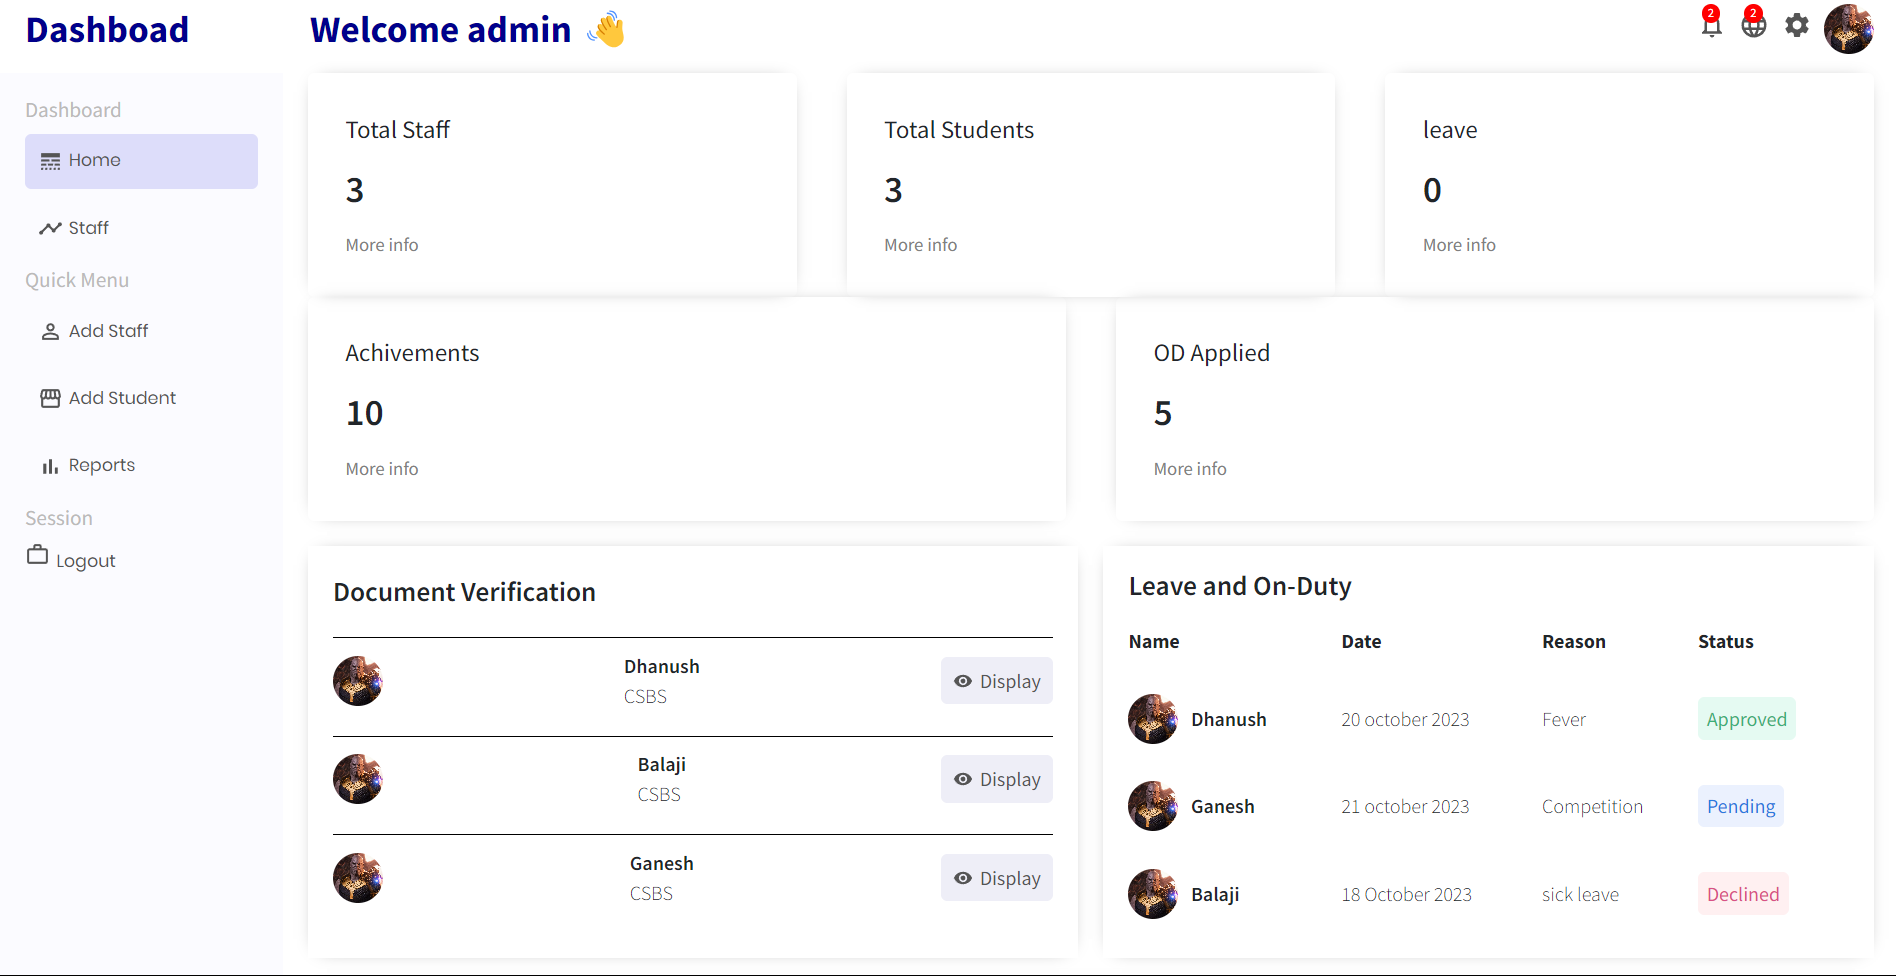 Dashboad
Welcome admin 👋
2
2
Dashboard
Home
Staff
Quick Menu
Add Staff
Add Student
Reports
Session
Logout
Total Staff
3
More info
Total Students
3
More info
leave
0
More info
Achivements
10
More info
OD Applied
5
More info
Document Verification
Dhanush
CSBS
Display
Balaji
CSBS
Display
Ganesh
CSBS
Display
Leave and On-Duty
Name Date Reason Status
Dhanush 20 october 2023 Fever Approved
Ganesh 21 october 2023 Competition Pending
Balaji 18 October 2023 sick leave Declined